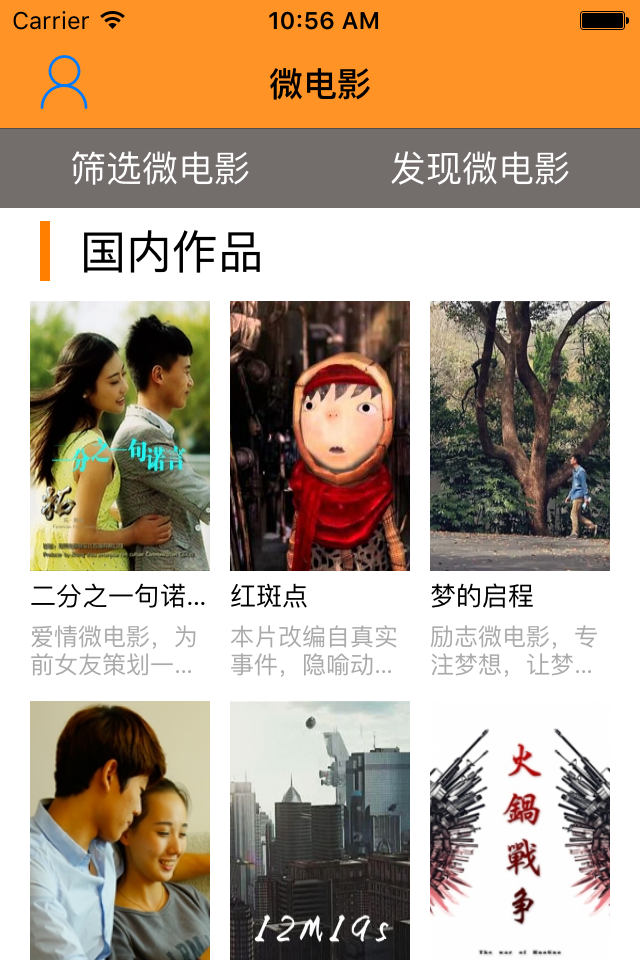 Carrier 10:56 AM
微电影
筛选微电影 发现微电影
国内作品
一分之一句诺言
拓
二分之一句诺... 红斑点 梦的启程
爱情微电影，为 本片改编自真实 励志微电影，专
前女友策划一... 事件，隐喻动... 注梦想，让梦...
12M19s
火
鍋
戰
争
The war of HooGuo